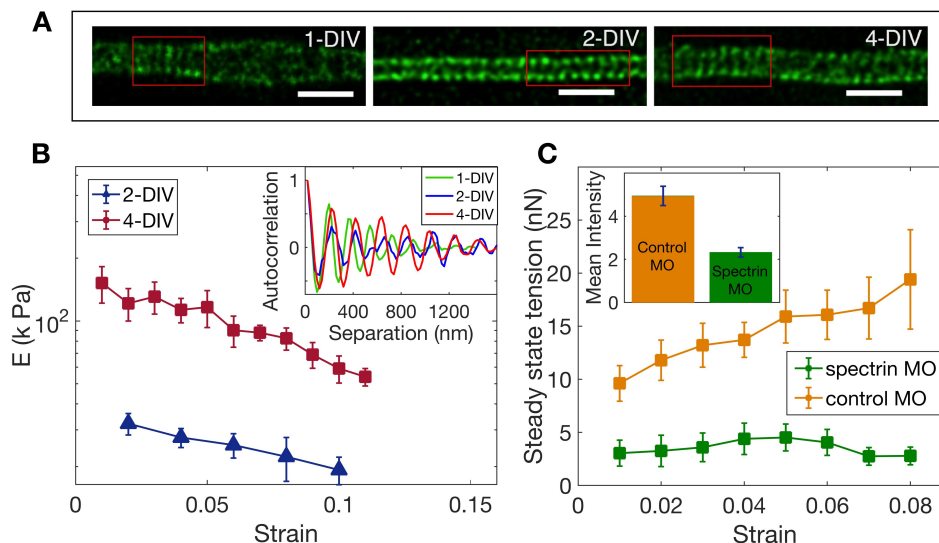 A
1-DIV
2-DIV
4-DIV
B
2-DIV
4-DIV
E (k Pa)
10²
0
0.05
0.1
0.15
Strain
Autocorrelation
1
0
1-DIV
2-DIV
4-DIV
0
400
800
1200
Separation (nm)
C
Steady state tension (nN)
25
20
15
10
5
0
0
0.02
0.04
0.06
0.08
Strain
Mean Intensity
4
2
0
Control
MO
Spectrin
MO
spectrin MO
control MO